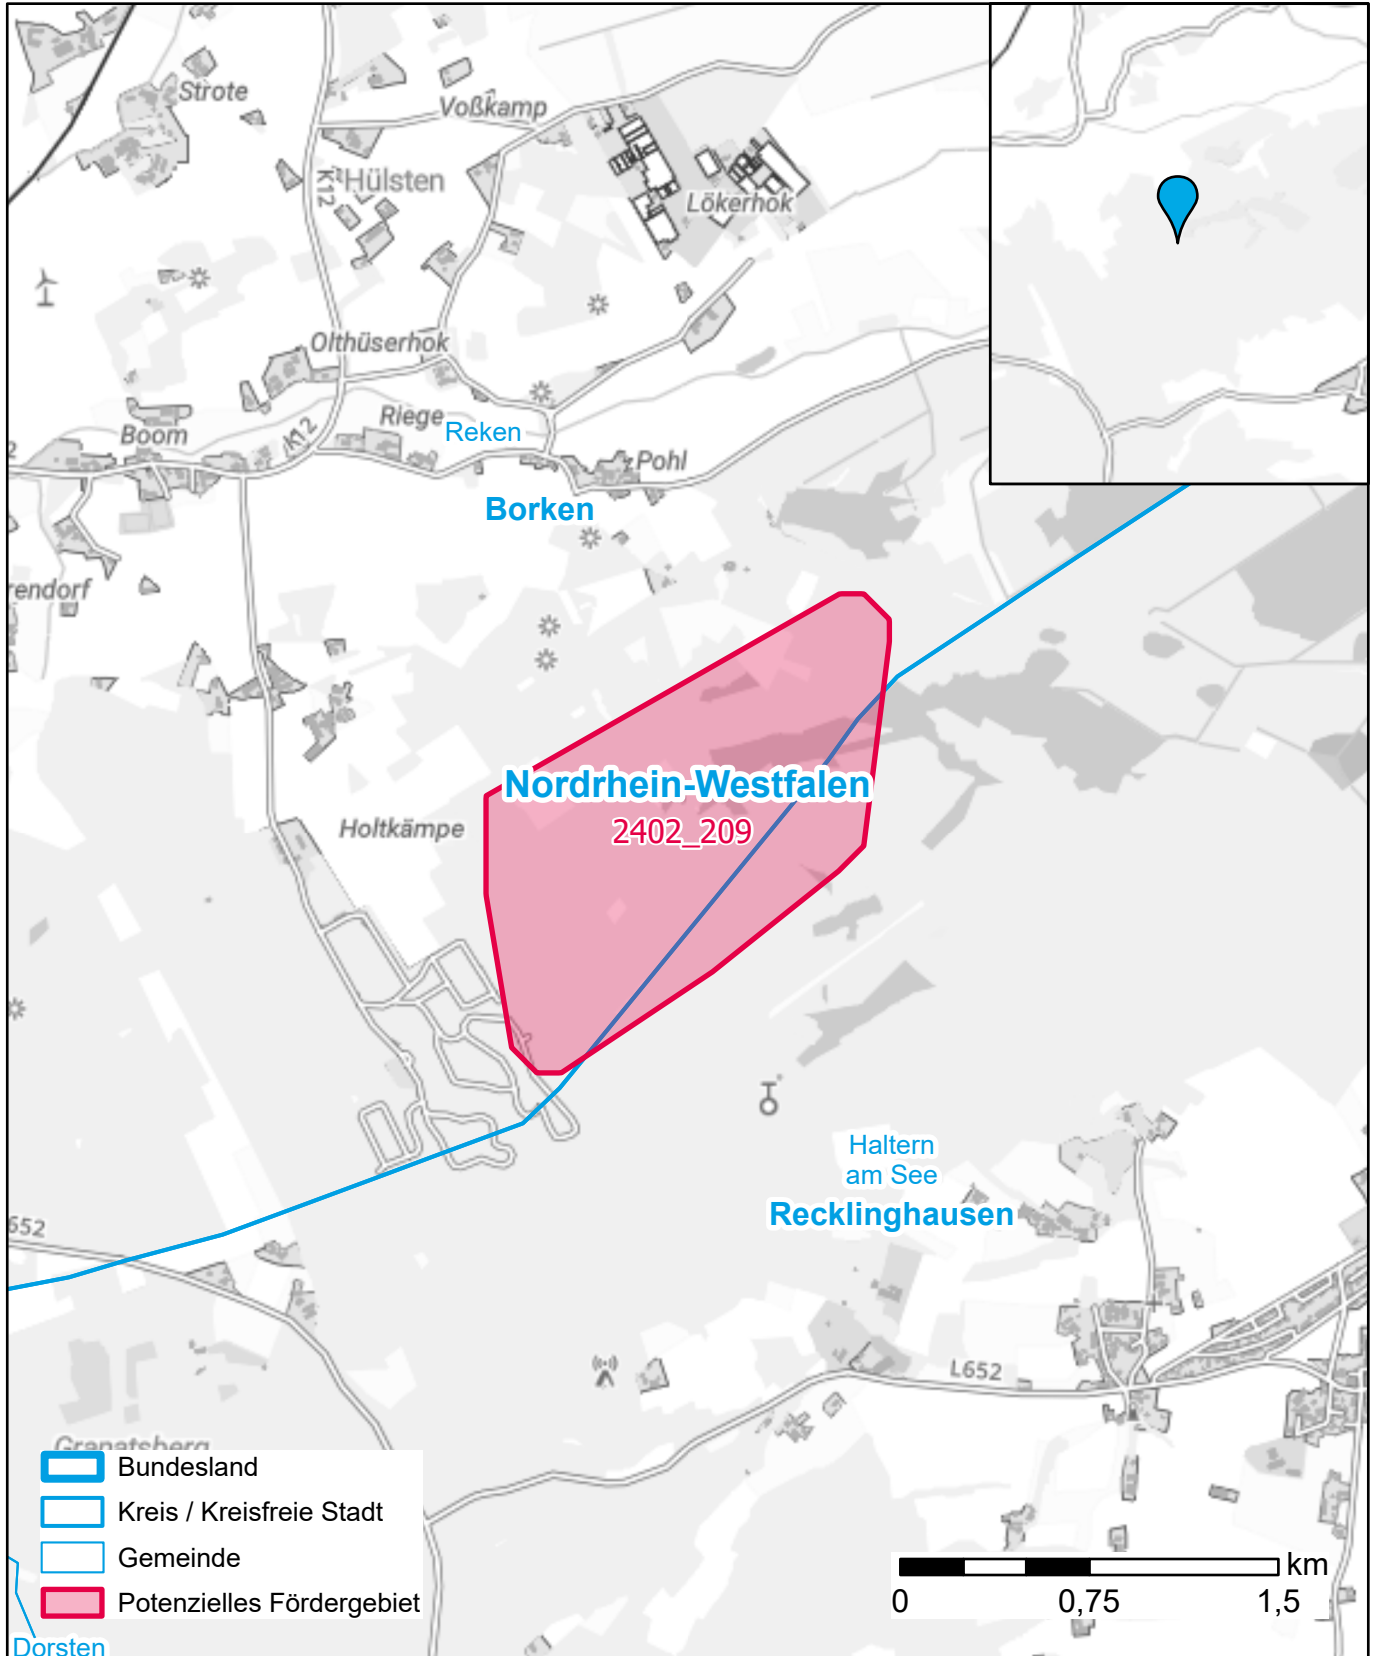 Strote
Voßkamp
K12
Hülsten
Lökerhok
Olthüserhok
Riege
Reken
Boom
K12
Pohl
Borken
rendorf
Nordrhein-Westfalen
2402_209
Holtkämpe
Haltern
am See
Recklinghausen
652
L652
Granatsberg
Bundesland
Kreis / Kreisfreie Stadt
Gemeinde
Potenzielles Fördergebiet
km
0
0,75
1,5
Dorsten